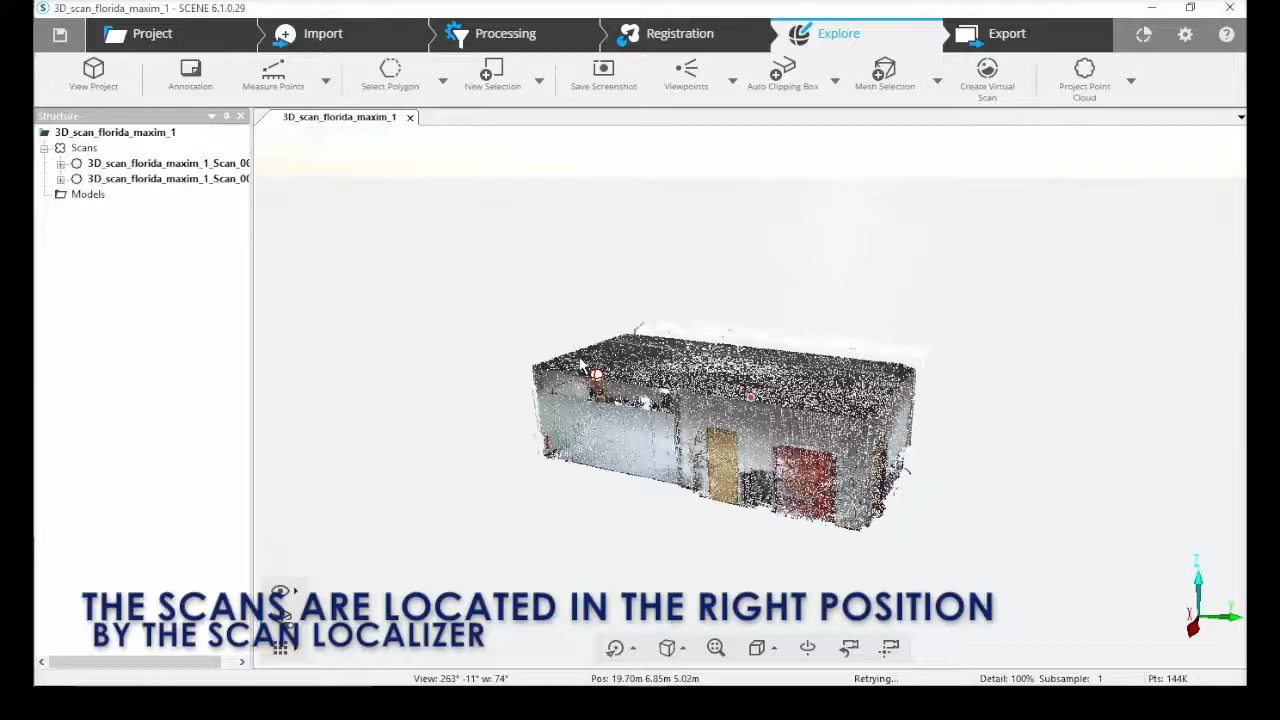 3D_scan_florida_maxim_1 - SCENE 6.1.0.29
Project
Import
Processing
Registration
Explore
Export
View Project
Annotation
Measure Points
Select Polygon
New Selection
Save Screenshot
Viewpoints
Auto Clipping Box
Mesh Selection
Create Virtual
Scan
Project Point
Cloud
Structure
3D_scan_florida_maxim_1
3D_scan_florida_maxim_1
Scans
3D_scan_florida_maxim_1_Scan_00
3D_scan_florida_maxim_1_Scan_00
Models
Z
X
Y
THE SCANS ARE LOCATED IN THE RIGHT POSITION
BY THE SCAN LOCALIZER
View: 263° -11° w: 74°
Pos: 19.70m 6.85m 5.02m
Retrying...
Detail: 100% Subsample: 1
Pts: 144K